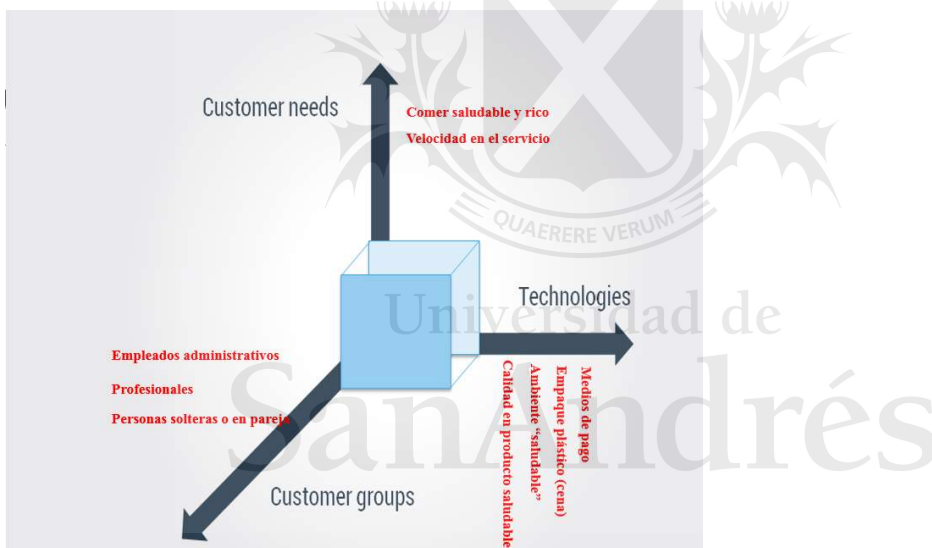 Customer needs
Comer saludable y rico
Velocidad en el servicio
QUAERERE VERUM
Technologies
Universidad de
SanAndrés
Empleados administrativos
Profesionales
Personas solteras o en pareja
Medios de pago
Empaque plástico (cena)
Ambiente “saludable”
Calidad en producto saludable
Customer groups